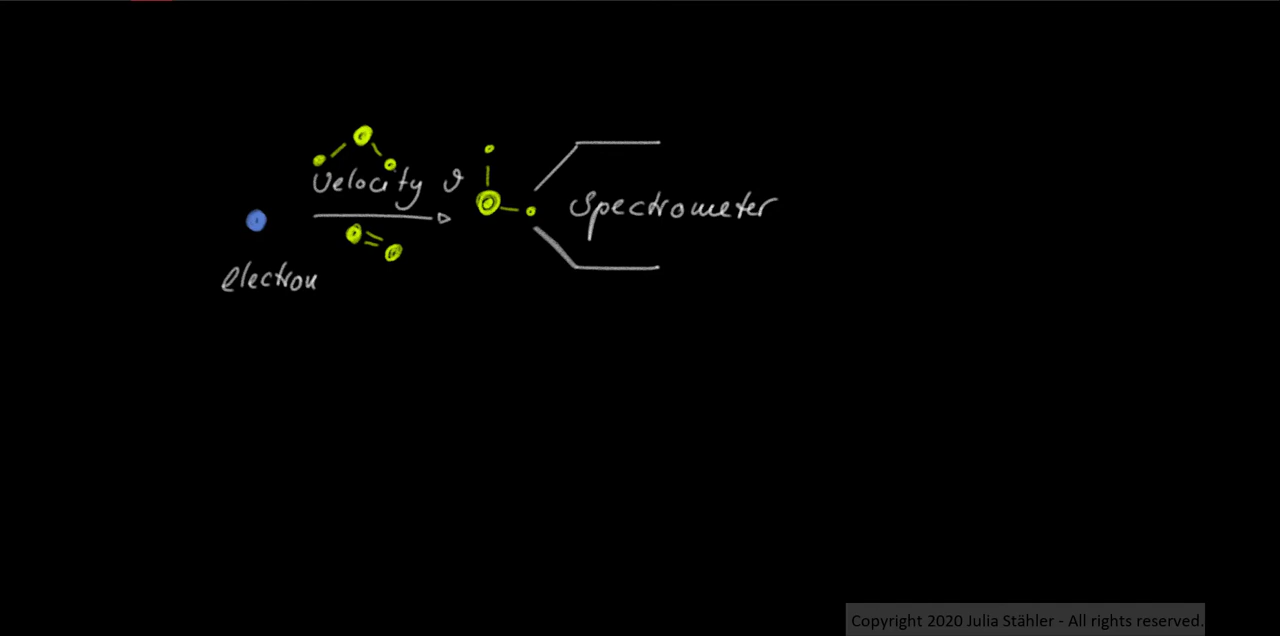 Velocity v
Spectrometer
electron
Copyright 2020 Julia Stähler - All rights reserved.